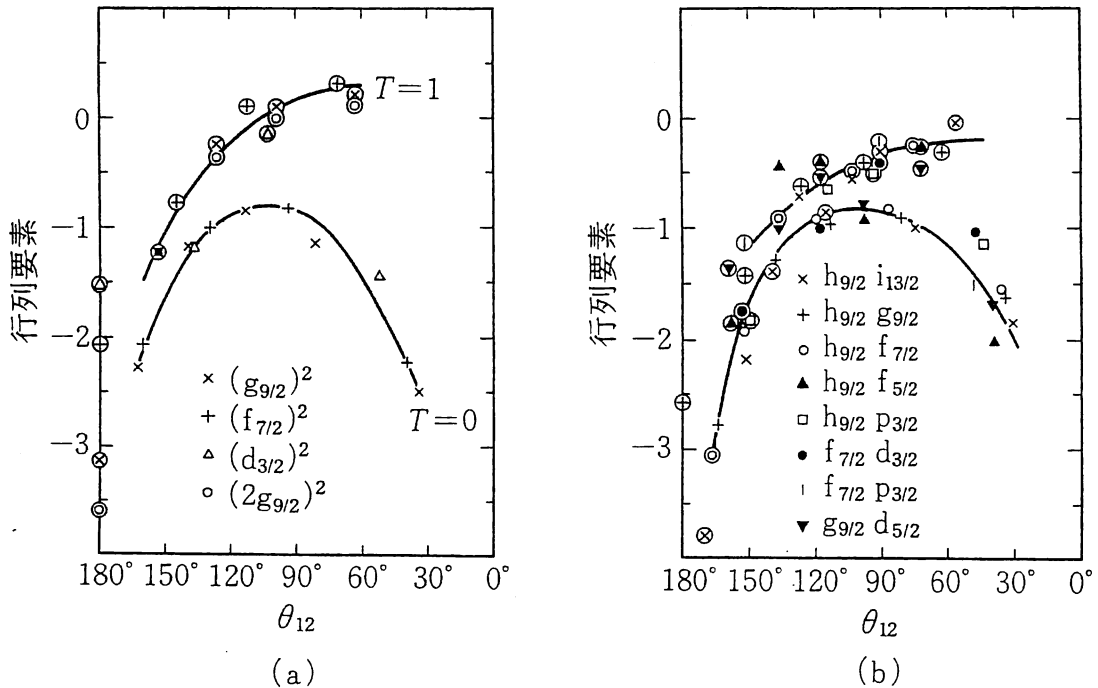 行列要素
0
−1
−2
−3
T=1
T=0
× (g9/2)²
+ (f7/2)²
△ (d3/2)²
○ (2g9/2)²
180° 150° 120° 90° 60° 30° 0°
θ12
(a)
行列要素
0
−1
−2
−3
× h9/2 i13/2
+ h9/2 g9/2
○ h9/2 f7/2
▲ h9/2 f5/2
□ h9/2 p3/2
● f7/2 d3/2
| f7/2 p3/2
▼ g9/2 d5/2
180° 150° 120° 90° 60° 30° 0°
θ12
(b)